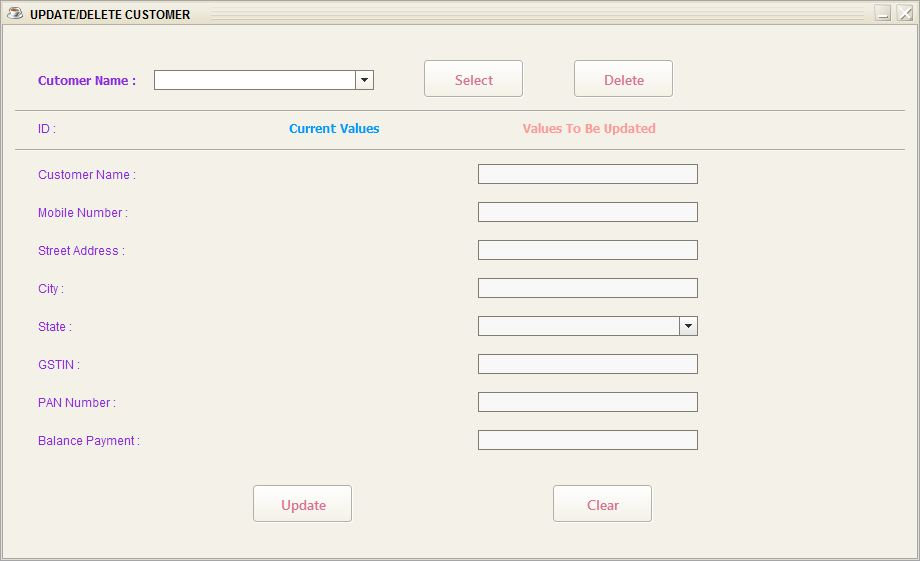 UPDATE/DELETE CUSTOMER
Cutomer Name : Select Delete
ID : Current Values Values To Be Updated
Customer Name :
Mobile Number :
Street Address :
City :
State :
GSTIN :
PAN Number :
Balance Payment :
Update Clear